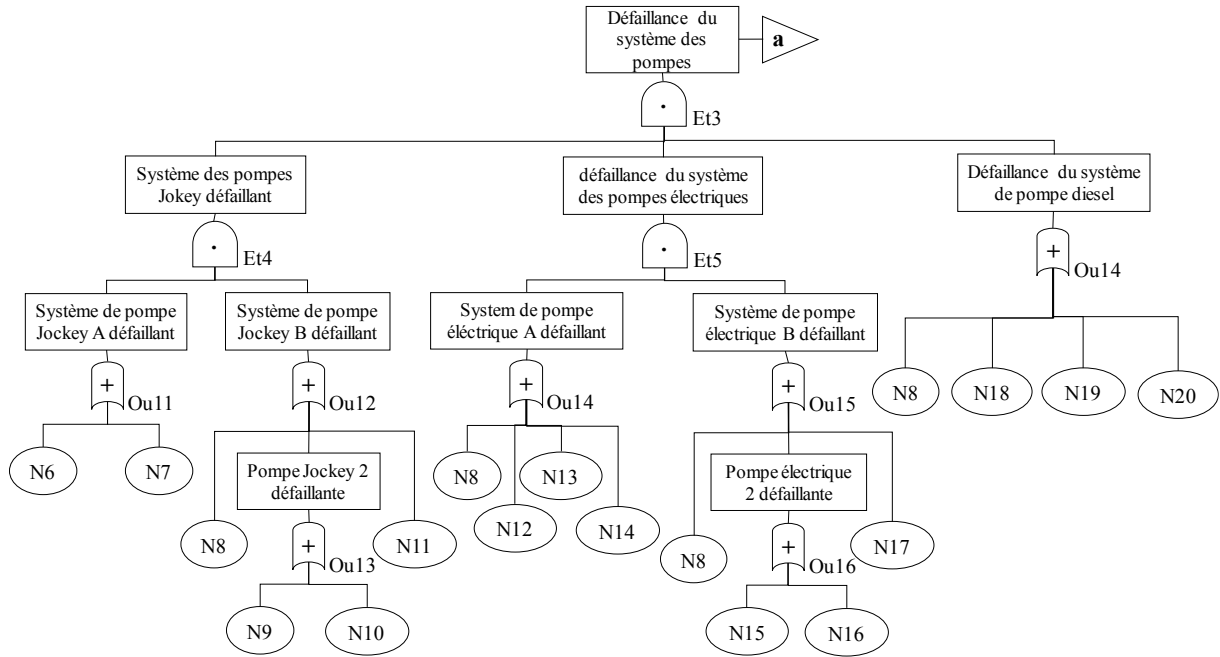 Défaillance du
système des
pompes
a
.
Et3
Système des pompes
Jokey défaillant
défaillance du système
des pompes électriques
Défaillance du système
de pompe diesel
.
Et4
.
Et5
+
Ou14
Système de pompe
Jockey A défaillant
Système de pompe
Jockey B défaillant
System de pompe
éléctrique A défaillant
Système de pompe
électrique B défaillant
+
Ou11
+
Ou12
+
Ou14
+
Ou15
N8
N18
N19
N20
N6
N7
Pompe Jockey 2
défaillante
N8
N13
Pompe électrique
2 défaillante
N8
N11
N12
N14
N8
N17
+
Ou13
+
Ou16
N9
N10
N15
N16